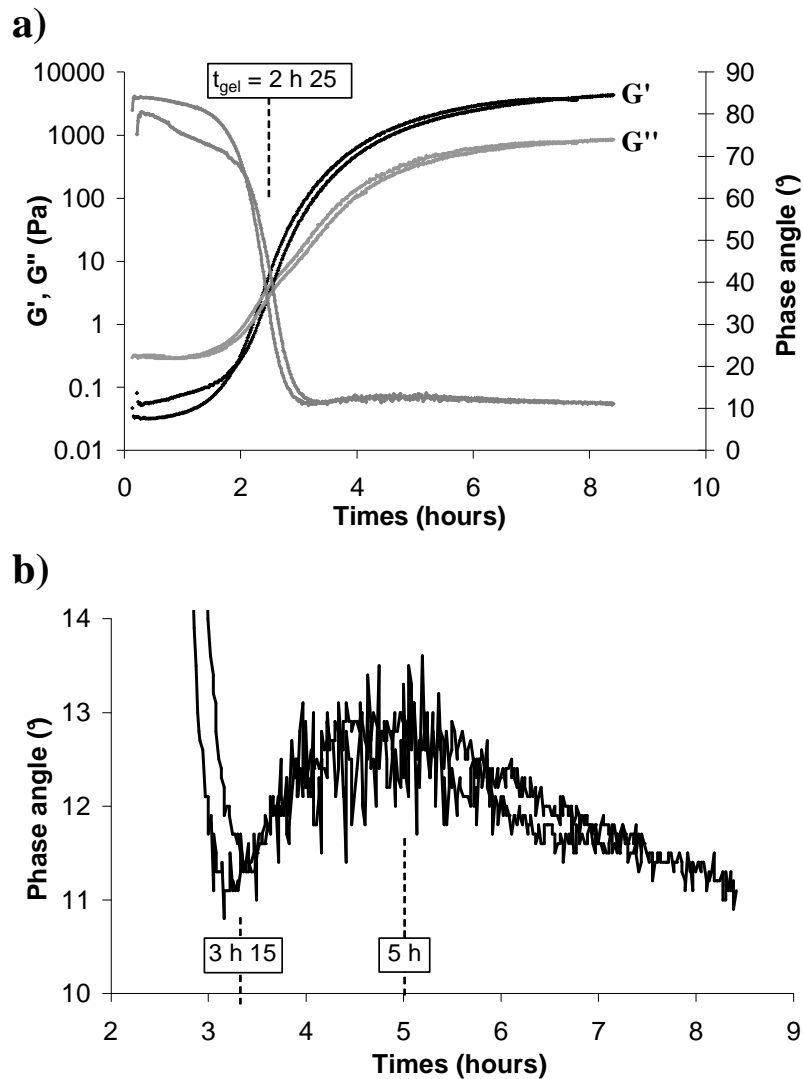 a)
t_gel = 2 h 25
10000
1000
100
10
1
0.1
0.01
G', G'' (Pa)
90
80
70
60
50
40
30
20
10
0
Phase angle (°)
G'
G''
0 2 4 6 8 10
Times (hours)
b)
14
13
12
11
10
Phase angle (°)
3 h 15
5 h
2 3 4 5 6 7 8 9
Times (hours)